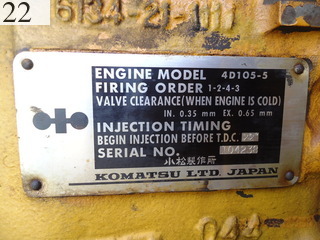 22
6134-21-111
ENGINE MODEL 4D105-5
FIRING ORDER 1-2-4-3
VALVE CLEARANCE(WHEN ENGINE IS COLD)
IN. 0.35 mm EX. 0.65 mm
INJECTION TIMING
BEGIN INJECTION BEFORE T.D.C.
SERIAL NO.
小松製作所
KOMATSU LTD. JAPAN